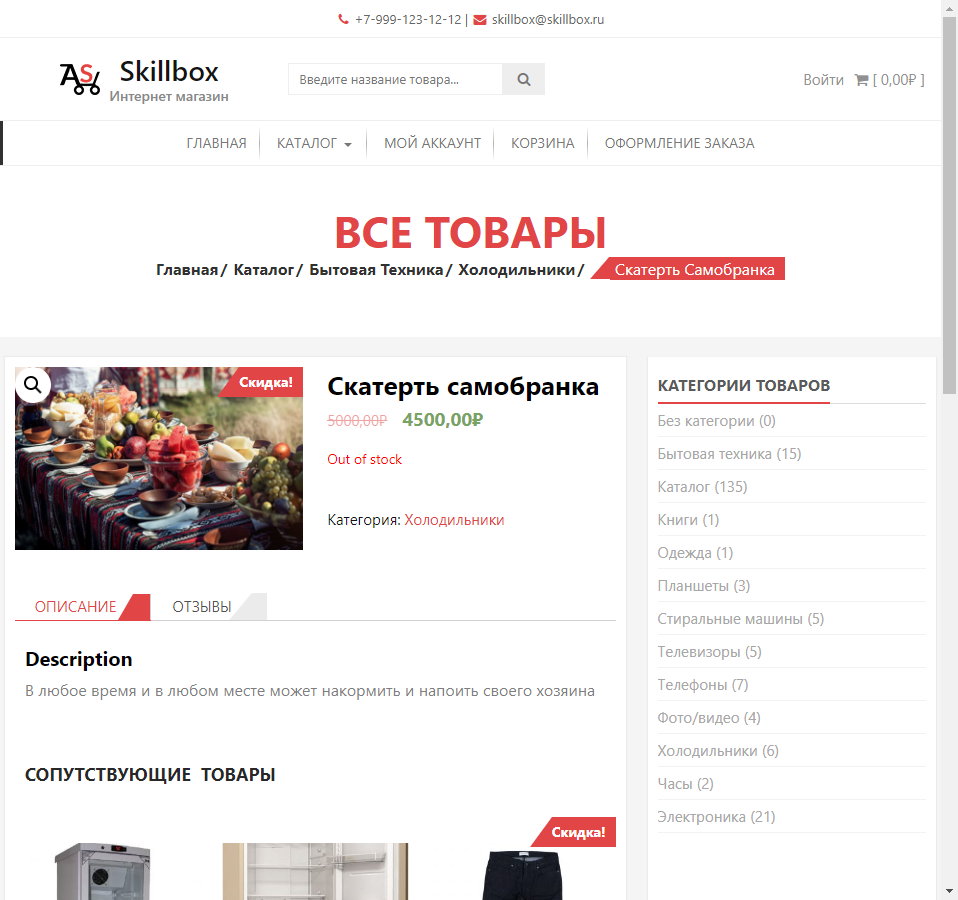 +7-999-123-12-12 | skillbox@skillbox.ru
AS
Skillbox
Интернет магазин
Введите название товара...
Войти [ 0,00₽ ]
ГЛАВНАЯ КАТАЛОГ МОЙ АККАУНТ КОРЗИНА ОФОРМЛЕНИЕ ЗАКАЗА
ВСЕ ТОВАРЫ
Главная / Каталог / Бытовая Техника / Холодильники / Скатерть Самобранка
Скидка!
Скатерть самобранка
5000,00₽ 4500,00₽
Out of stock
Категория: Холодильники
ОПИСАНИЕ ОТЗЫВЫ
Description
В любое время и в любом месте может накормить и напоить своего хозяина
СОПУТСТВУЮЩИЕ ТОВАРЫ
Скидка!
КАТЕГОРИИ ТОВАРОВ
Без категории (0)
Бытовая техника (15)
Каталог (135)
Книги (1)
Одежда (1)
Планшеты (3)
Стиральные машины (5)
Телевизоры (5)
Телефоны (7)
Фото/видео (4)
Холодильники (6)
Часы (2)
Электроника (21)